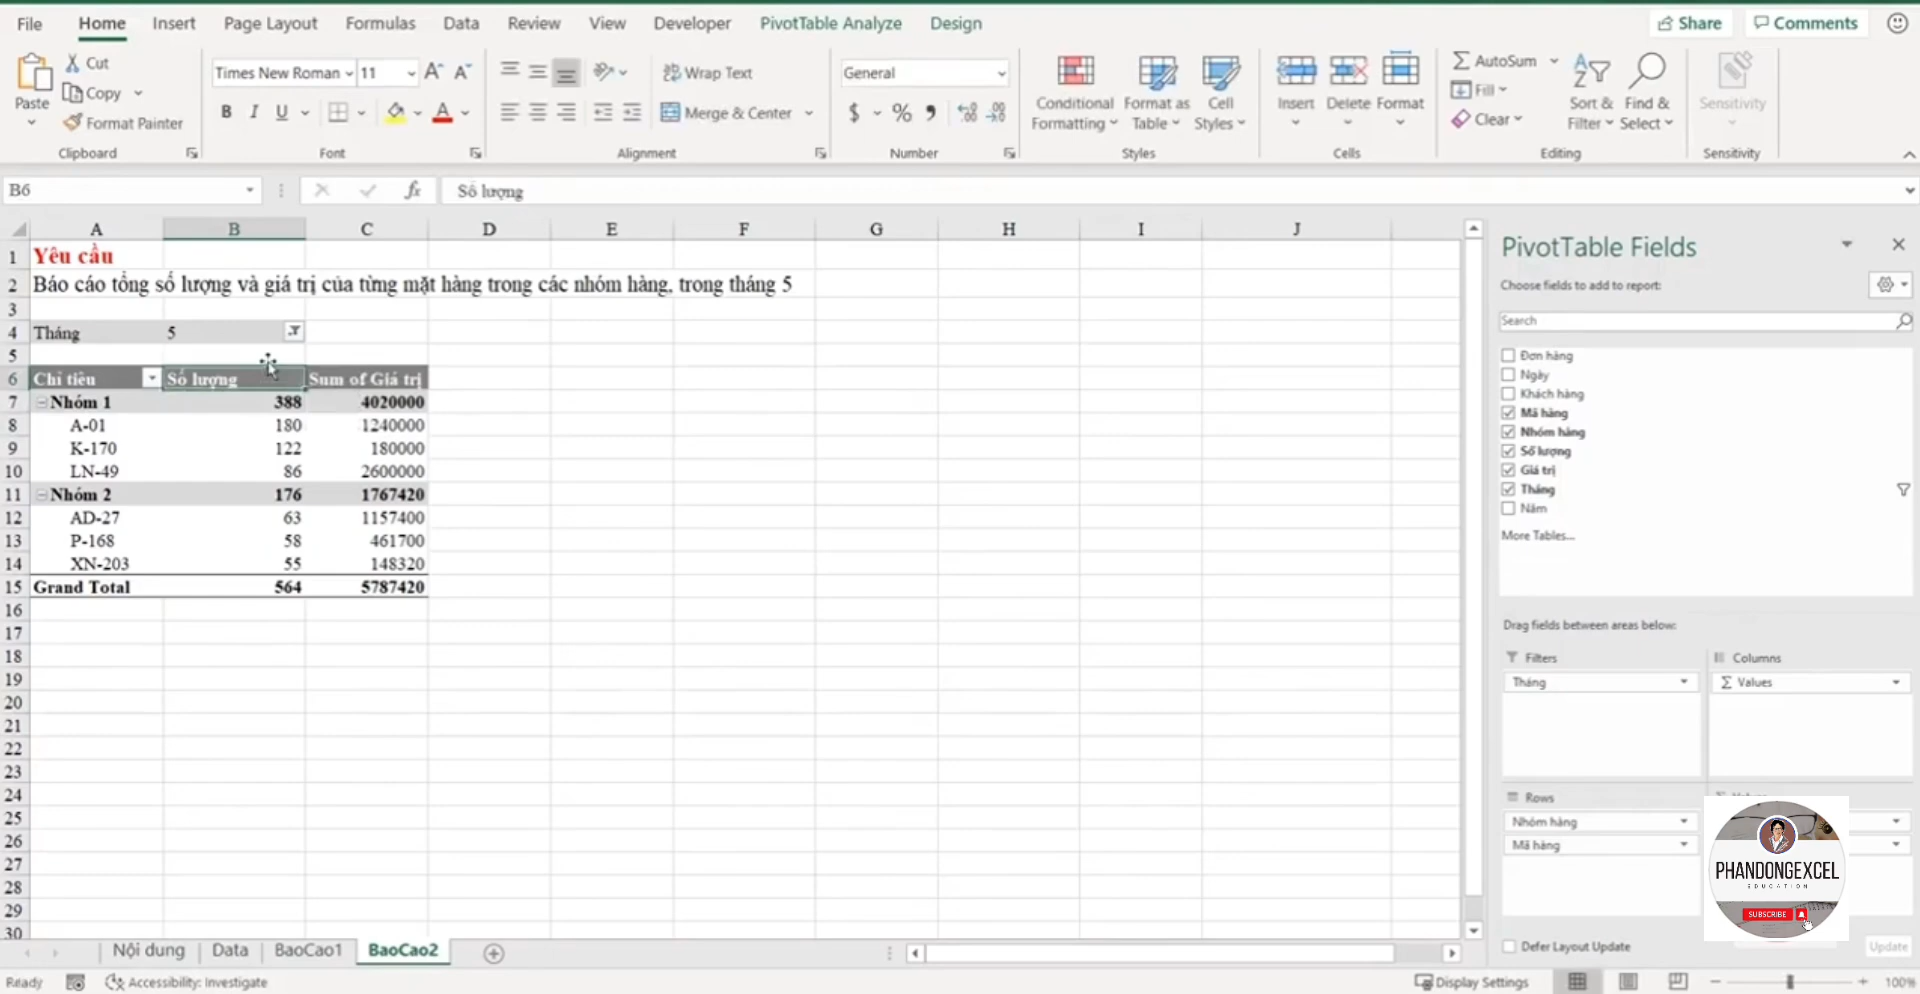 File Home Insert Page Layout Formulas Data Review View Developer PivotTable Analyze Design Share Comments
Paste Cut Copy Format Painter Clipboard
Times New Roman 11 B I U Font
Wrap Text Merge & Center Alignment
General $ % Number
Conditional Formatting Format as Table Cell Styles Styles
Insert Delete Format Cells
AutoSum Fill Clear Sort & Filter Find & Select Editing
Sensitivity Sensitivity
B6 fx Số lượng
A B C D E F G H I J
1 Yêu cầu
2 Báo cáo tổng số lượng và giá trị của từng mặt hàng trong các nhóm hàng, trong tháng 5
3
4 Tháng 5
5
6 Chỉ tiêu Số lượng Sum of Giá trị
7 Nhóm 1 388 4020000
8 A-01 180 1240000
9 K-170 122 180000
10 LN-49 86 2600000
11 Nhóm 2 176 1767420
12 AD-27 63 1157400
13 P-168 58 461700
14 XN-203 55 148320
15 Grand Total 564 5787420
16
17
18
19
20
21
22
23
24
25
26
27
28
29
30
Nội dung Data BaoCao1 BaoCao2
Ready Accessibility: Investigate Display Settings 100%
PivotTable Fields
Choose fields to add to report:
Search
Đơn hàng
Ngày
Khách hàng
Mã hàng
Nhóm hàng
Số lượng
Giá trị
Tháng
Năm
More Tables...
Drag fields between areas below:
Filters
Tháng
Columns
Σ Values
Rows
Nhóm hàng
Mã hàng
PHANDONGEXCEL
EDUCATION
SUBSCRIBE
Defer Layout Update Update